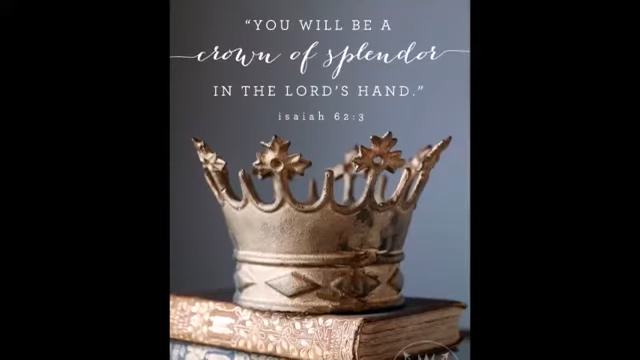 “YOU WILL BE A
crown of splendor
IN THE LORD’S HAND.”
isaiah 62:3